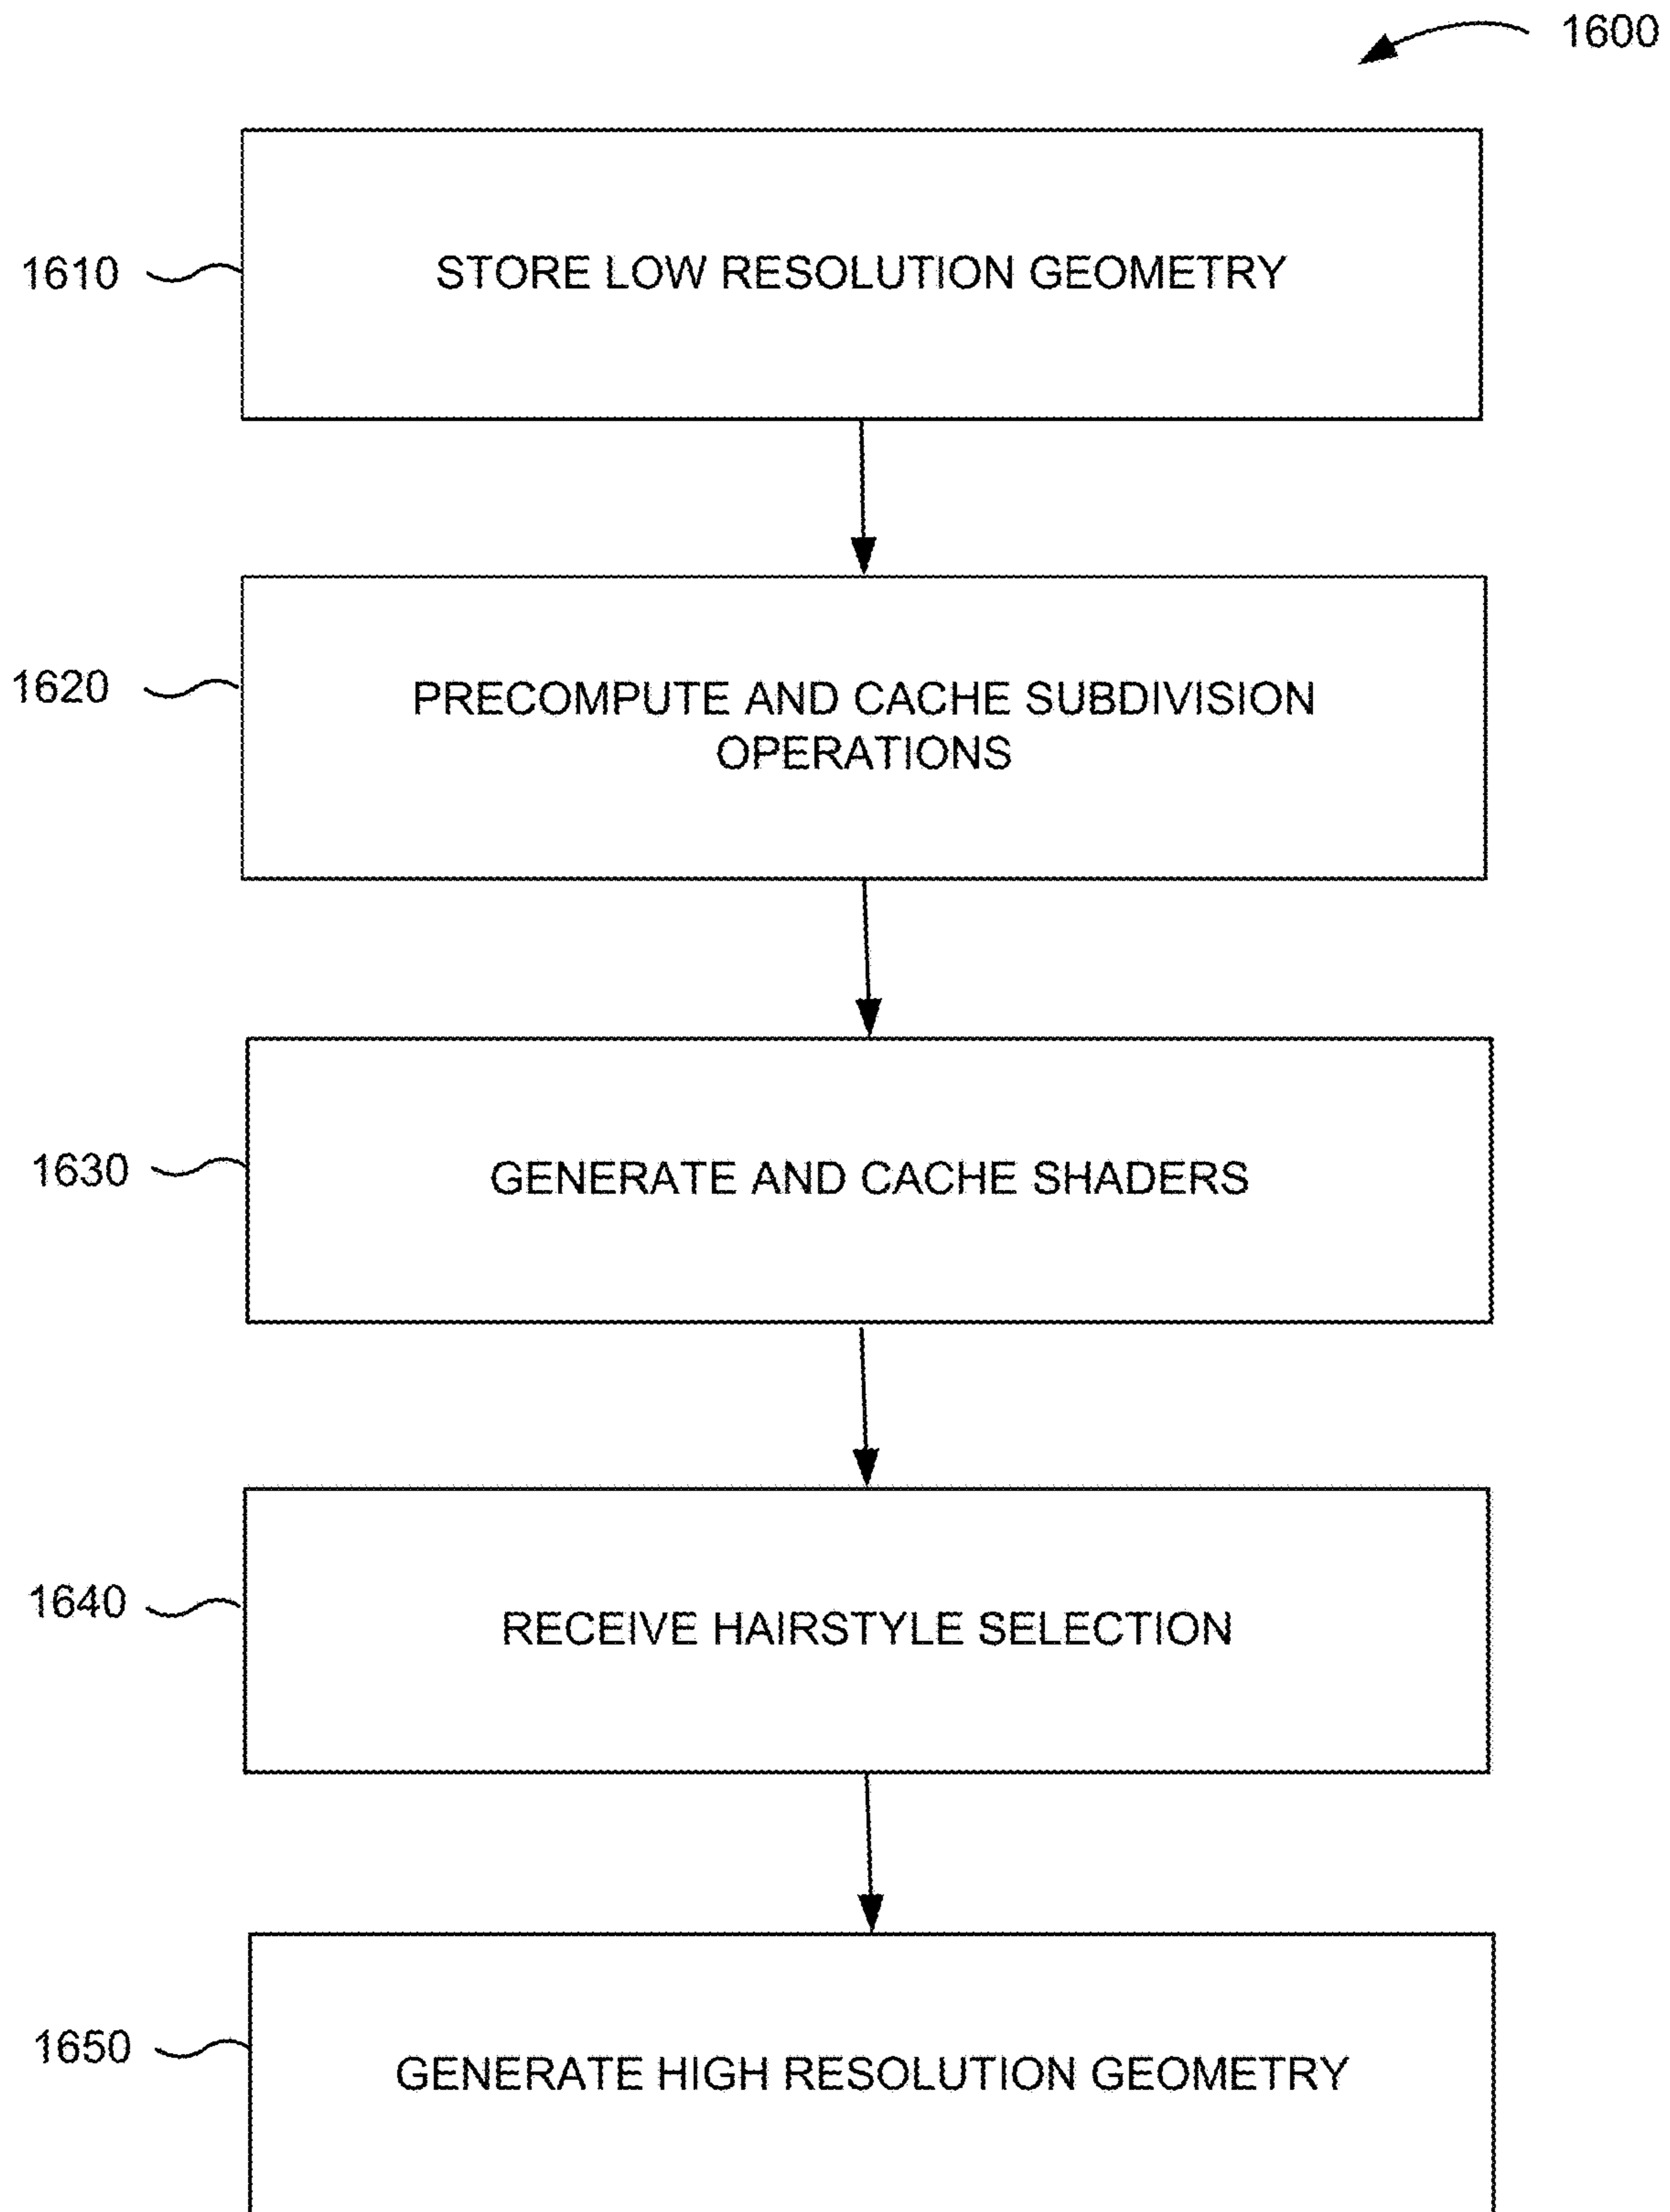 1600
1610
STORE LOW RESOLUTION GEOMETRY
1620
PRECOMPUTE AND CACHE SUBDIVISION
OPERATIONS
1630
GENERATE AND CACHE SHADERS
1640
RECEIVE HAIRSTYLE SELECTION
1650
GENERATE HIGH RESOLUTION GEOMETRY